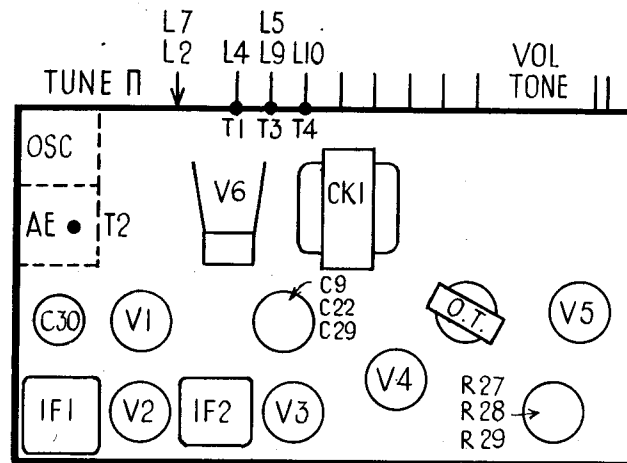 L7 L5
L2 L4 L9 L10 VOL
TUNE TONE
T1 T3 T4
OSC
V6 CK1
AE T2
C9
C30 V1 C22 O.T. V5
C29
V4
IF1 V2 IF2 V3 R27
R28
R29